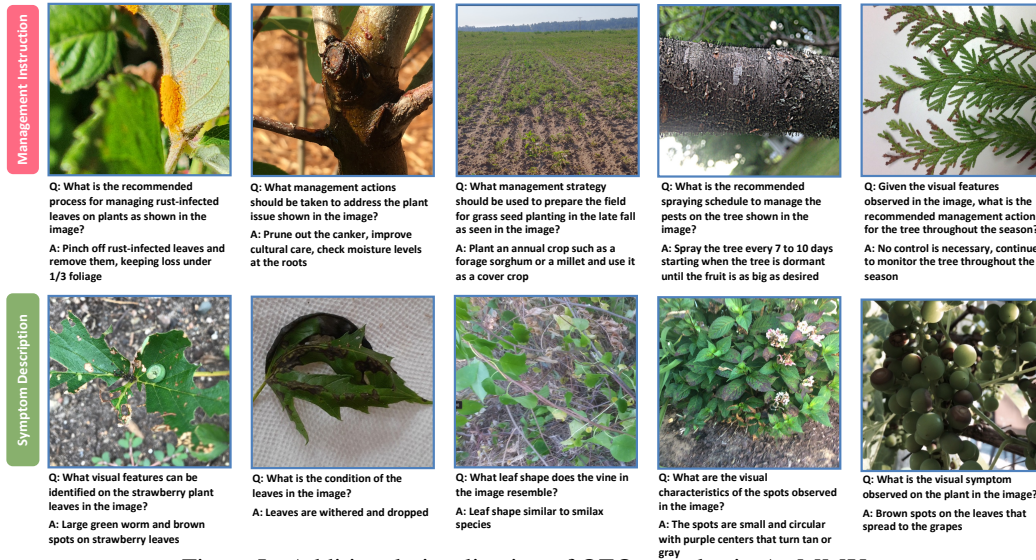 Management Instruction
Q: What is the recommended
process for managing rust-infected
leaves on plants as shown in the
image?
A: Pinch off rust-infected leaves and
remove them, keeping loss under
1/3 foliage
Q: What management actions
should be taken to address the plant
issue shown in the image?
A: Prune out the canker, improve
cultural care, check moisture levels
at the roots
Q: What management strategy
should be used to prepare the field
for grass seed planting in the late fall
as seen in the image?
A: Plant an annual crop such as a
forage sorghum or a millet and use it
as a cover crop
Q: What is the recommended
spraying schedule to manage the
pests on the tree shown in the
image?
A: Spray the tree every 7 to 10 days
starting when the tree is dormant
until the fruit is as big as desired
Q: Given the visual features
observed in the image, what is the
recommended management action
for the tree throughout the season?
A: No control is necessary, continue
to monitor the tree throughout the
season
Symptom Description
Q: What visual features can be
identified on the strawberry plant
leaves in the image?
A: Large green worm and brown
spots on strawberry leaves
Q: What is the condition of the
leaves in the image?
A: Leaves are withered and dropped
Q: What leaf shape does the vine in
the image resemble?
A: Leaf shape similar to smilax
species
Q: What are the visual
characteristics of the spots observed
in the image?
A: The spots are small and circular
with purple centers that turn tan or
gray
Q: What is the visual symptom
observed on the plant in the image?
A: Brown spots on the leaves that
spread to the grapes